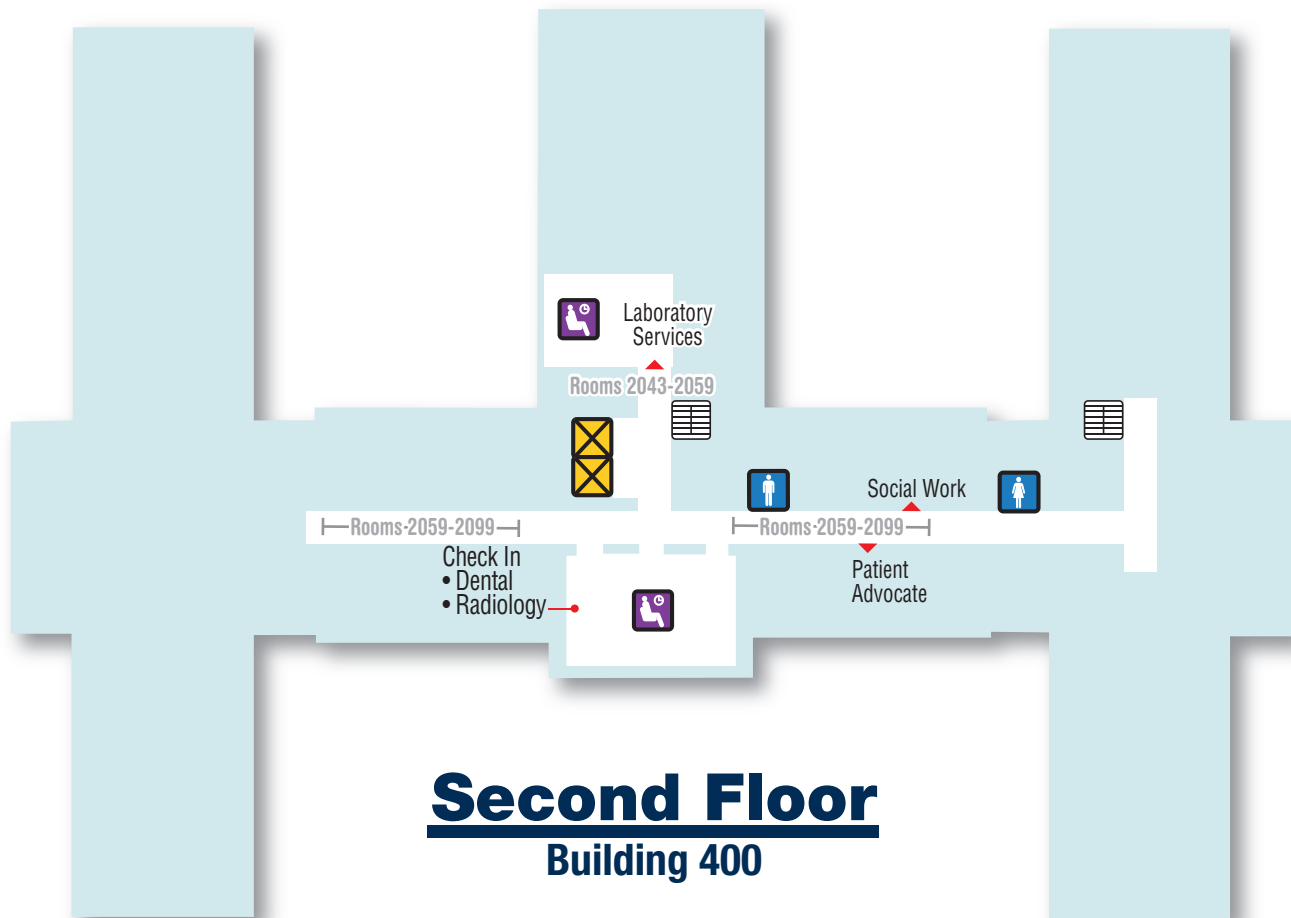 Laboratory
Services
Rooms 2043-2059
Social Work
Rooms-2059-2099
Rooms-2059-2099
Check In
• Dental
• Radiology
Patient
Advocate
Second Floor
Building 400